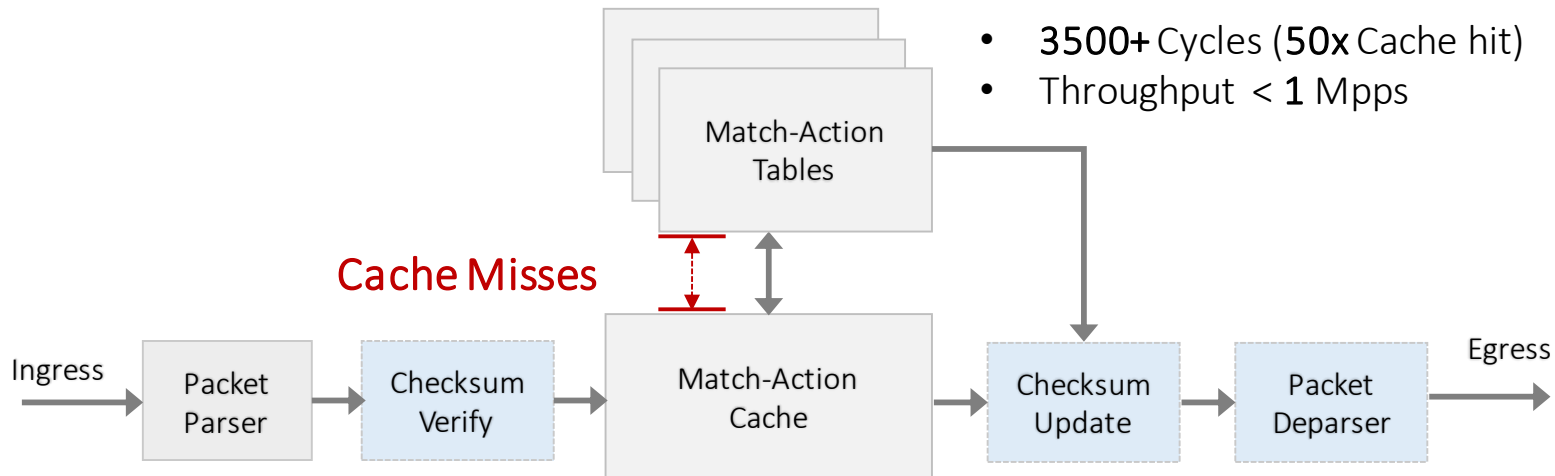 • 3500+ Cycles (50x Cache hit)
• Throughput < 1 Mpps
Match-Action
Tables
Cache Misses
Ingress
Packet
Parser
Checksum
Verify
Match-Action
Cache
Checksum
Update
Packet
Deparser
Egress